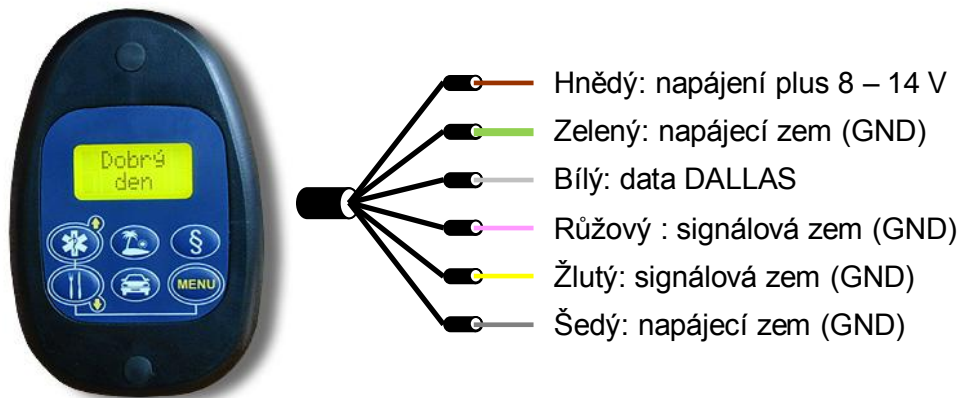 Dobrý
den
§
MENU
Hnědý: napájení plus 8 – 14 V
Zelený: napájecí zem (GND)
Bílý: data DALLAS
Růžový : signálová zem (GND)
Žlutý: signálová zem (GND)
Šedý: napájecí zem (GND)